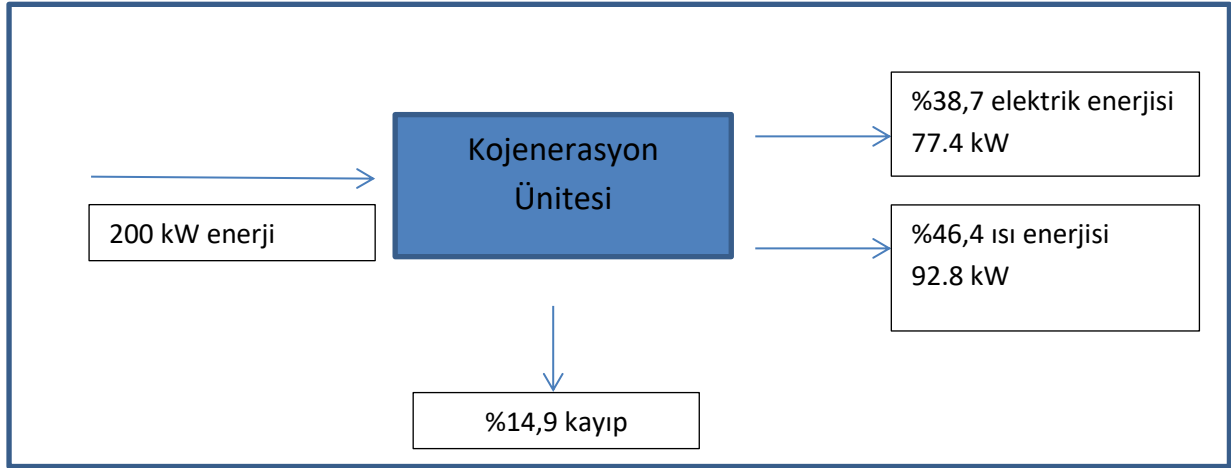 200 kW enerji
Kojenerasyon
Ünitesi
%38,7 elektrik enerjisi
77.4 kW
%46,4 ısı enerjisi
92.8 kW
%14,9 kayıp